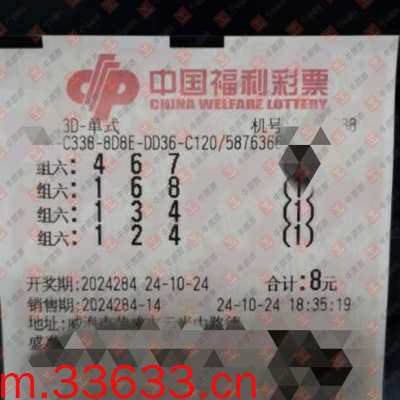 中国福利彩票
CHINA WELFARE LOTTERY
3D-单式 机号
C338-8D8E-DD36-C120/587636
组六: 4 6 7 (1)
组六: 1 6 8 (1)
组六: 1 3 4 (1)
组六: 1 2 4 (1)
开奖期:2024284 24-10-24 合计:8元
销售期:2024284-14 24-10-24 18:35:19
地址:
m.33633.cn